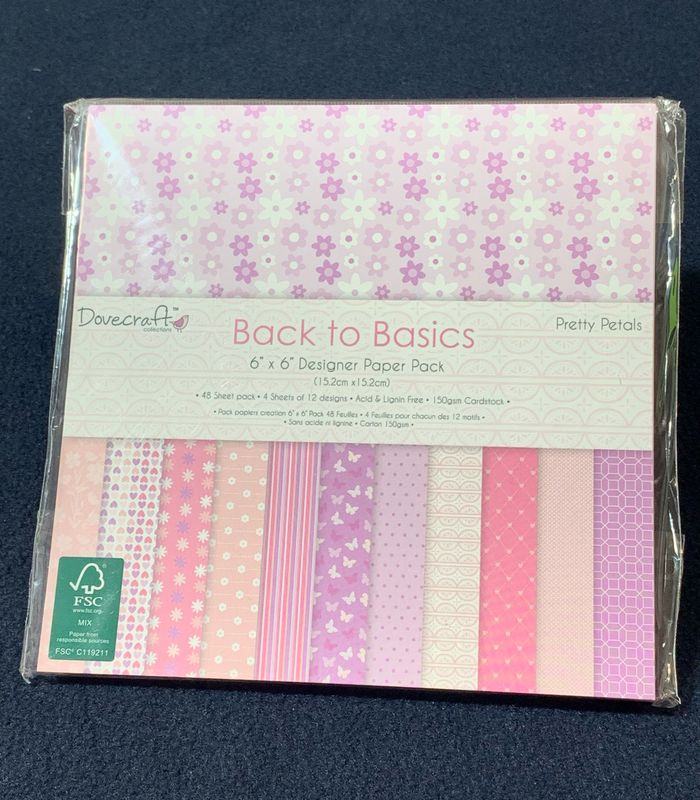 Dovecraft™
collections
Back to Basics
Pretty Petals
6" x 6" Designer Paper Pack
(15.2cm x15.2cm)
• 48 Sheet pack • 4 Sheets of 12 designs • Acid & Lignin Free • 150gsm Cardstock •
• Pack papiers creation 6" x 6" Pack 48 Feuilles • 4 Feuilles pour chacun des 12 motifs •
• Sans acide ni lignine • Carton 150gsm •
FSC
www.fsc.org
MIX
Paper from
responsible sources
FSC® C119211